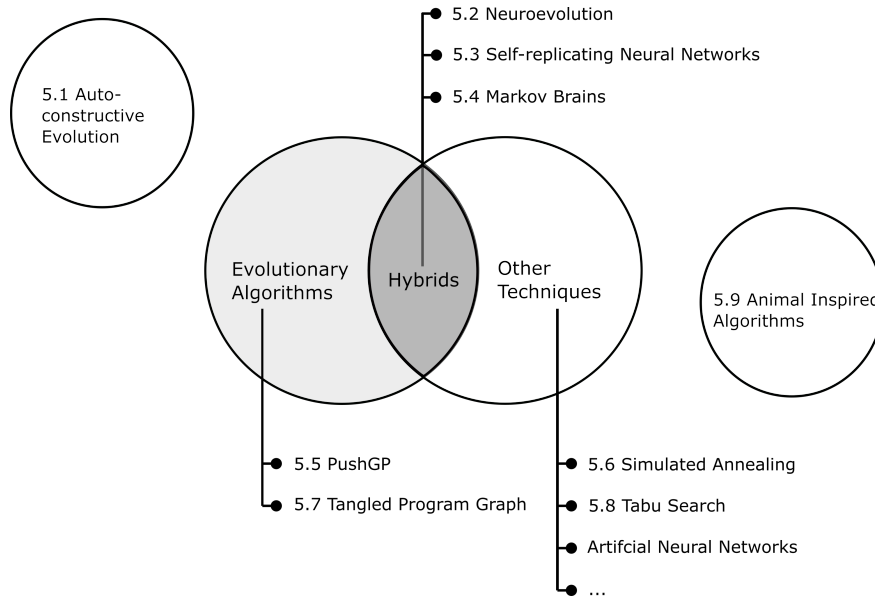 5.2 Neuroevolution
5.3 Self-replicating Neural Networks
5.4 Markov Brains
5.1 Auto-
constructive
Evolution
Evolutionary
Algorithms
Hybrids
Other
Techniques
5.9 Animal Inspired
Algorithms
5.5 PushGP
5.7 Tangled Program Graph
5.6 Simulated Annealing
5.8 Tabu Search
Artifcial Neural Networks
...